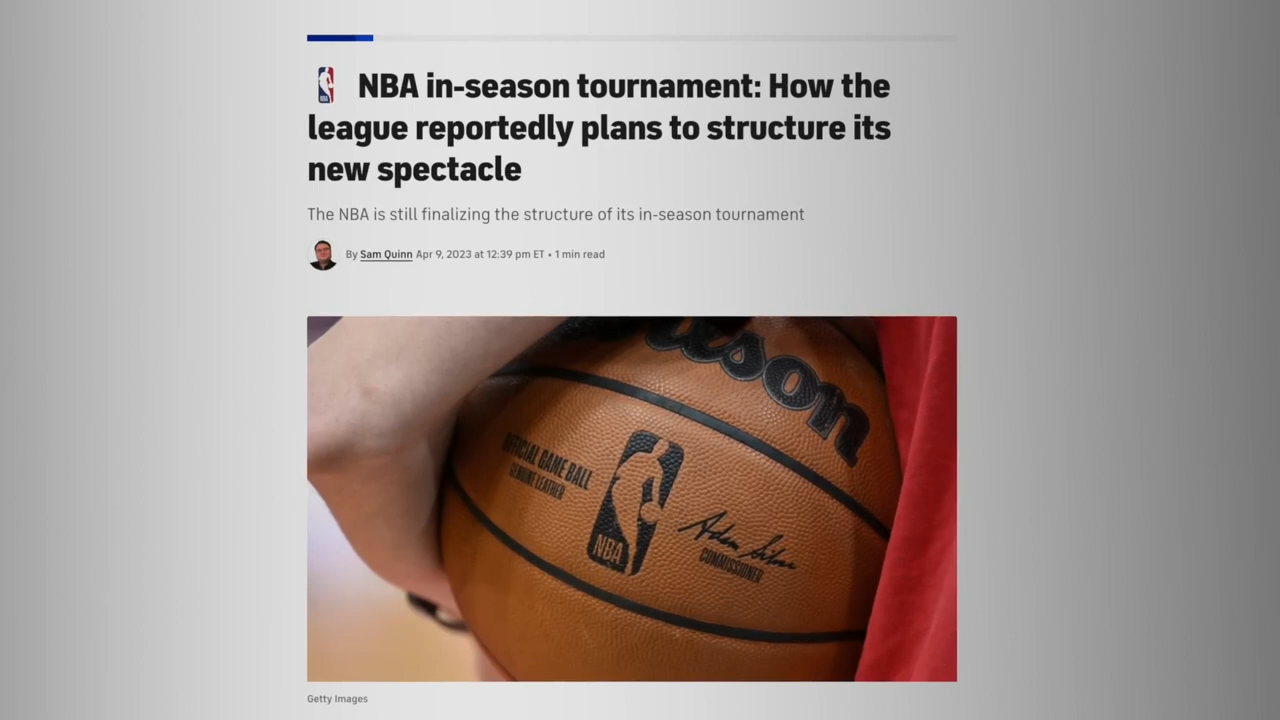 NBA in-season tournament: How the
league reportedly plans to structure its
new spectacle
The NBA is still finalizing the structure of its in-season tournament
By Sam Quinn Apr 9, 2023 at 12:39 pm ET • 1 min read
OFFICIAL GAME BALL
GENUINE LEATHER
NBA
Adam Silver
COMMISSIONER
Getty Images